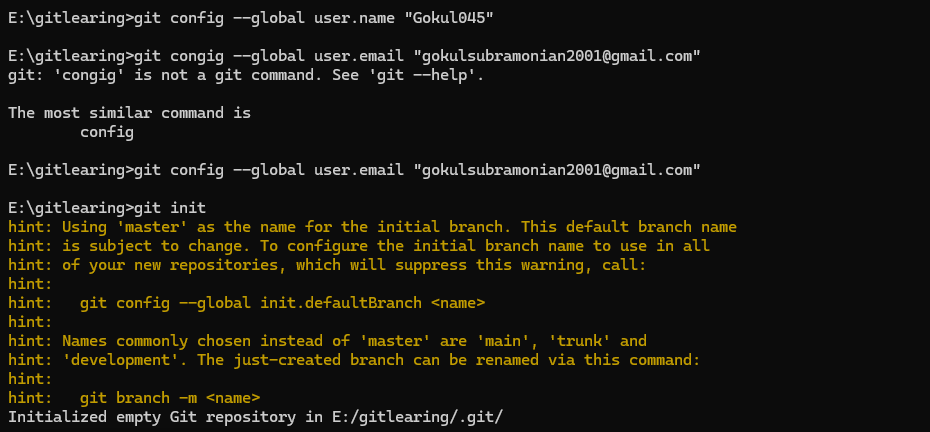 E:\gitlearing>git config --global user.name "Gokul045"
E:\gitlearing>git congig --global user.email "gokulsubramonian2001@gmail.com"
git: 'congig' is not a git command. See 'git --help'.
The most similar command is
config
E:\gitlearing>git config --global user.email "gokulsubramonian2001@gmail.com"
E:\gitlearing>git init
hint: Using 'master' as the name for the initial branch. This default branch name
hint: is subject to change. To configure the initial branch name to use in all
hint: of your new repositories, which will suppress this warning, call:
hint:
hint:   git config --global init.defaultBranch <name>
hint:
hint: Names commonly chosen instead of 'master' are 'main', 'trunk' and
hint: 'development'. The just-created branch can be renamed via this command:
hint:
hint:   git branch -m <name>
Initialized empty Git repository in E:/gitlearing/.git/